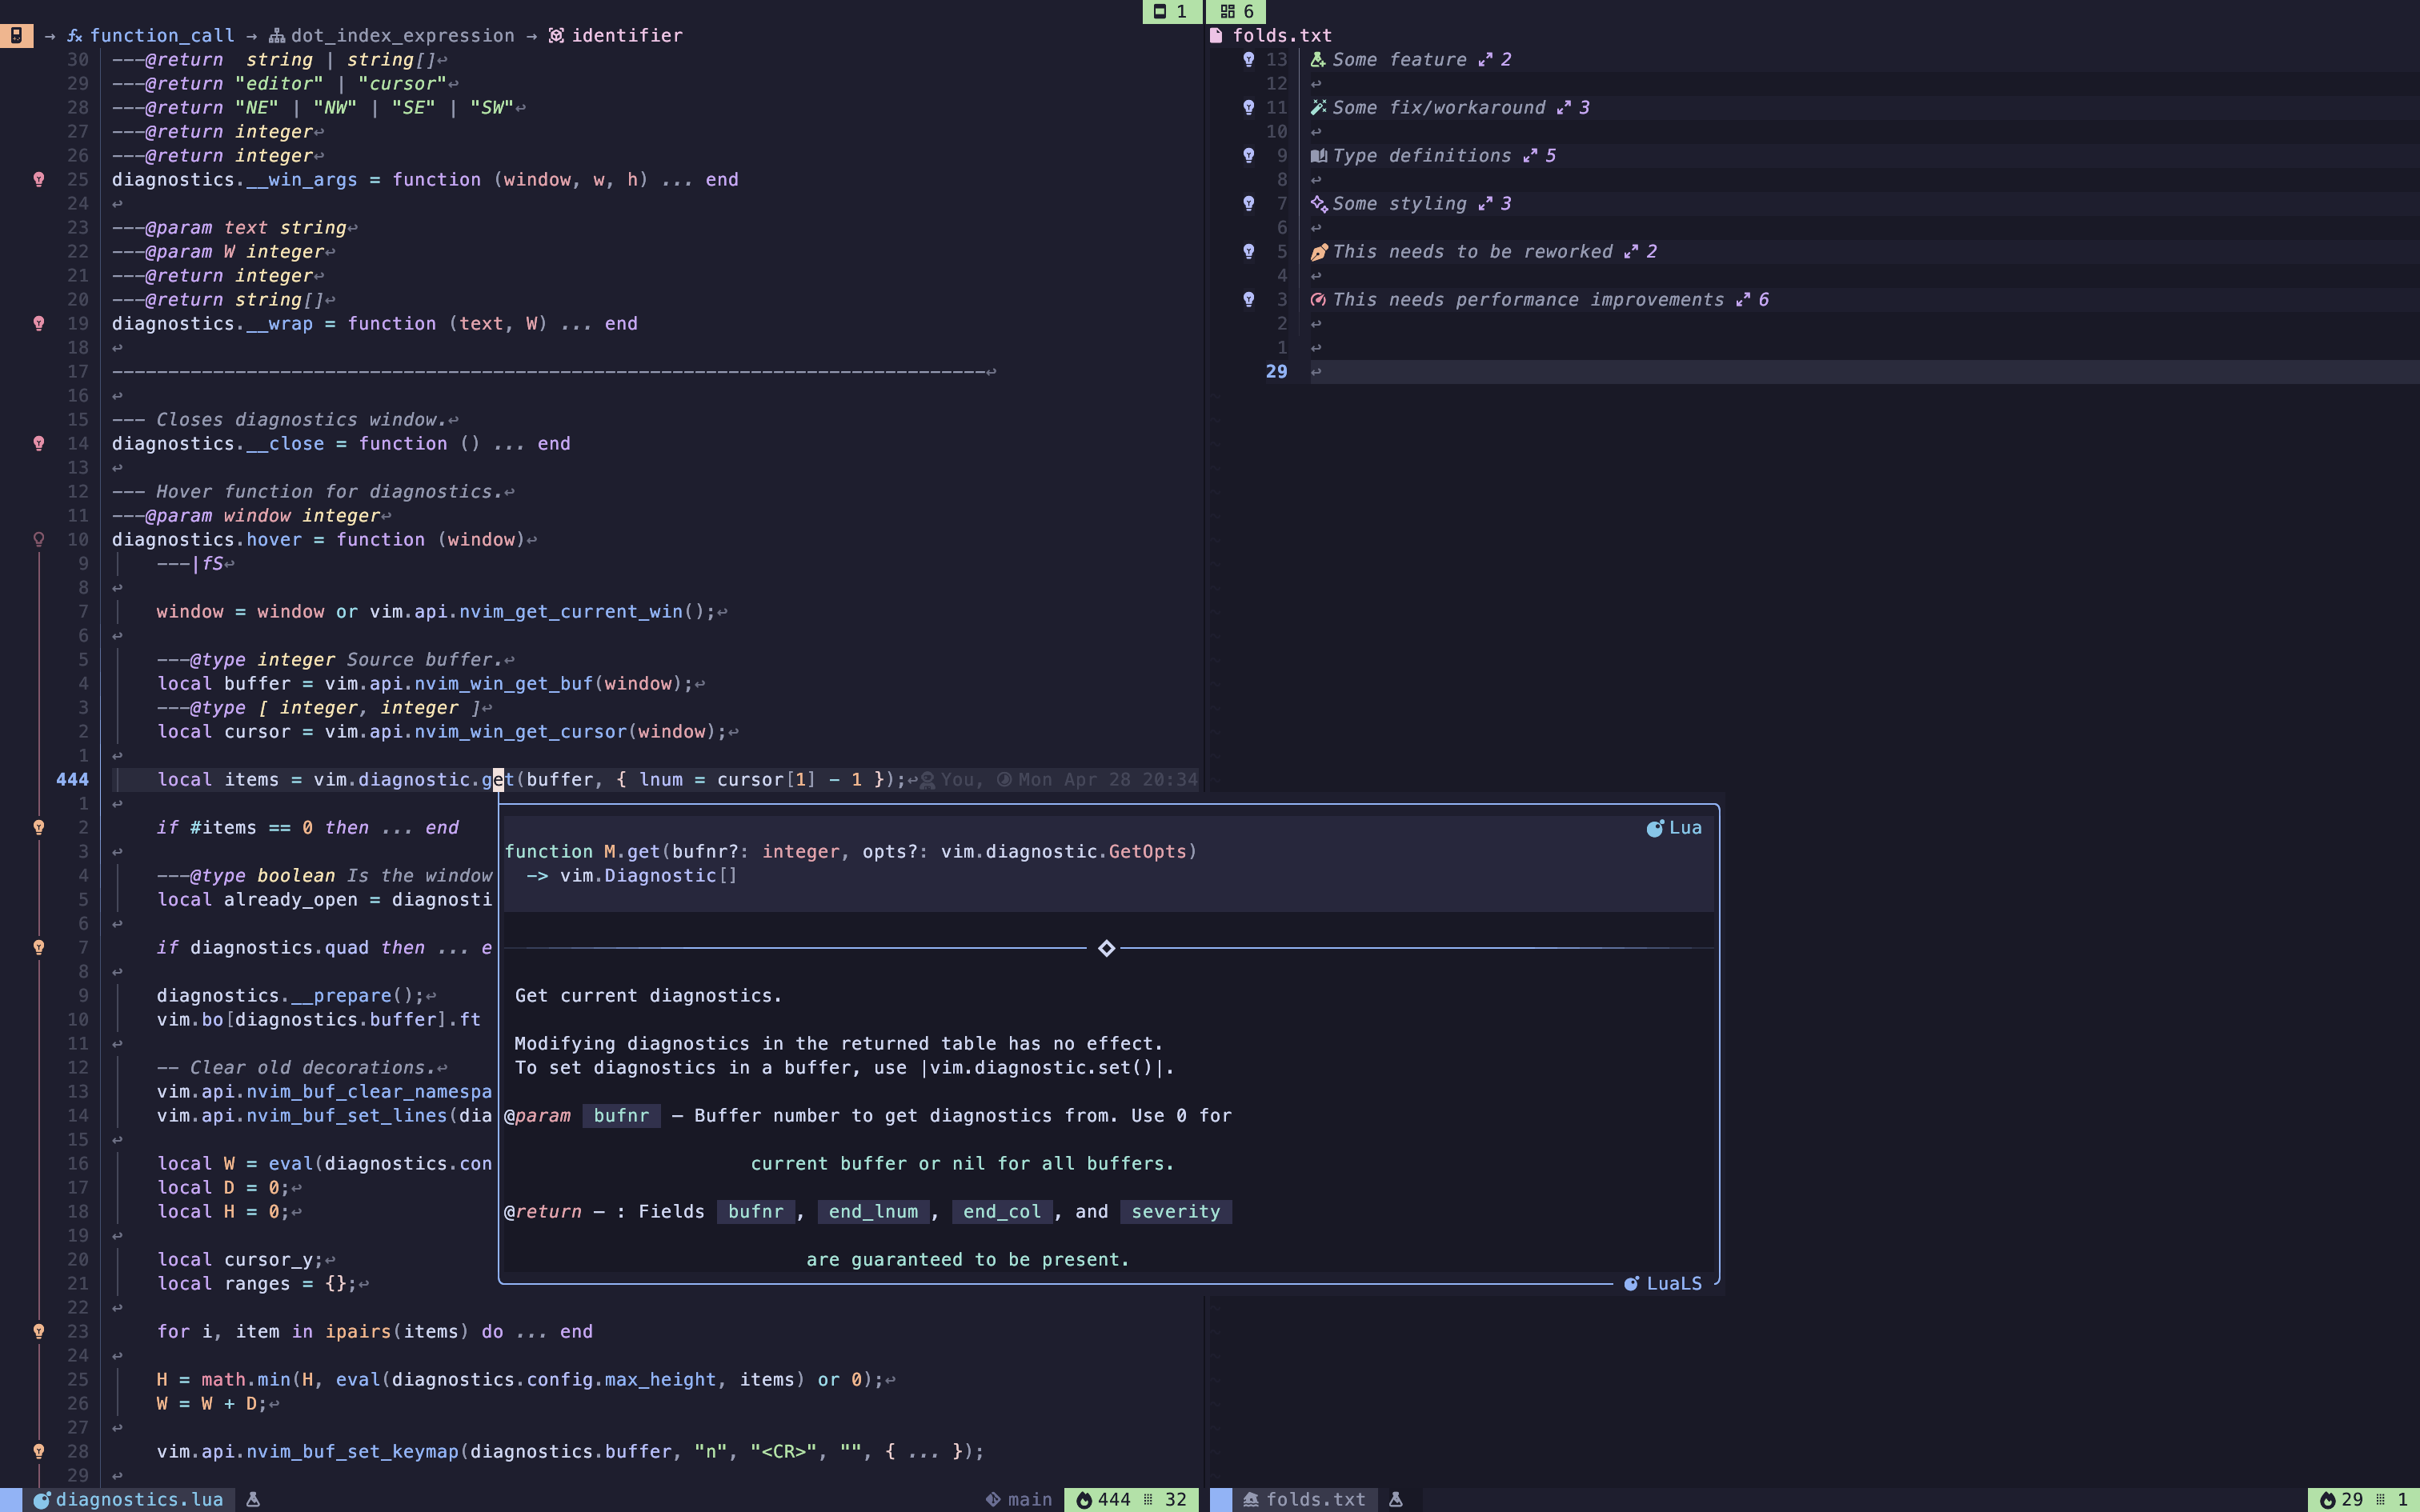 1
→ fx function_call → dot_index_expression → identifier
30 ---@return  string | string[]↩
29 ---@return "editor" | "cursor"↩
28 ---@return "NE" | "NW" | "SE" | "SW"↩
27 ---@return integer↩
26 ---@return integer↩
25 diagnostics.__win_args = function (window, w, h) ... end
24 ↩
23 ---@param text string↩
22 ---@param W integer↩
21 ---@return integer↩
20 ---@return string[]↩
19 diagnostics.__wrap = function (text, W) ... end
18 ↩
17 ------------------------------------------------------------------------------↩
16 ↩
15 --- Closes diagnostics window.↩
14 diagnostics.__close = function () ... end
13 ↩
12 --- Hover function for diagnostics.↩
11 ---@param window integer↩
10 diagnostics.hover = function (window)↩
9 ---|fS↩
8 ↩
7 window = window or vim.api.nvim_get_current_win();↩
6 ↩
5 ---@type integer Source buffer.↩
4 local buffer = vim.api.nvim_win_get_buf(window);↩
3 ---@type [ integer, integer ]↩
2 local cursor = vim.api.nvim_win_get_cursor(window);↩
1 ↩
444 local items = vim.diagnostic.get(buffer, { lnum = cursor[1] - 1 });↩ You, Mon Apr 28 20:34
1 ↩
2 if #items == 0 then ... end
3 ↩
4 ---@type boolean Is the window
5 local already_open = diagnosti
6 ↩
7 if diagnostics.quad then ... e
8 ↩
9 diagnostics.__prepare();↩
10 vim.bo[diagnostics.buffer].ft
11 ↩
12 -- Clear old decorations.↩
13 vim.api.nvim_buf_clear_namespa
14 vim.api.nvim_buf_set_lines(dia
15 ↩
16 local W = eval(diagnostics.con
17 local D = 0;↩
18 local H = 0;↩
19 ↩
20 local cursor_y;↩
21 local ranges = {};↩
22 ↩
23 for i, item in ipairs(items) do ... end
24 ↩
25 H = math.min(H, eval(diagnostics.config.max_height, items) or 0);↩
26 W = W + D;↩
27 ↩
28 vim.api.nvim_buf_set_keymap(diagnostics.buffer, "n", "<CR>", "", { ... });
29 ↩
diagnostics.lua
main
444 32
Lua
function M.get(bufnr?: integer, opts?: vim.diagnostic.GetOpts)
-> vim.Diagnostic[]
Get current diagnostics.
Modifying diagnostics in the returned table has no effect.
To set diagnostics in a buffer, use |vim.diagnostic.set()|.
@param bufnr — Buffer number to get diagnostics from. Use 0 for
current buffer or nil for all buffers.
@return — : Fields bufnr , end_lnum , end_col , and severity
are guaranteed to be present.
LuaLS
6
folds.txt
13 Some feature 2
12 ↩
11 Some fix/workaround 3
10 ↩
9 Type definitions 5
8 ↩
7 Some styling 3
6 ↩
5 This needs to be reworked 2
4 ↩
3 This needs performance improvements 6
2 ↩
1 ↩
29 ↩
folds.txt
29 1